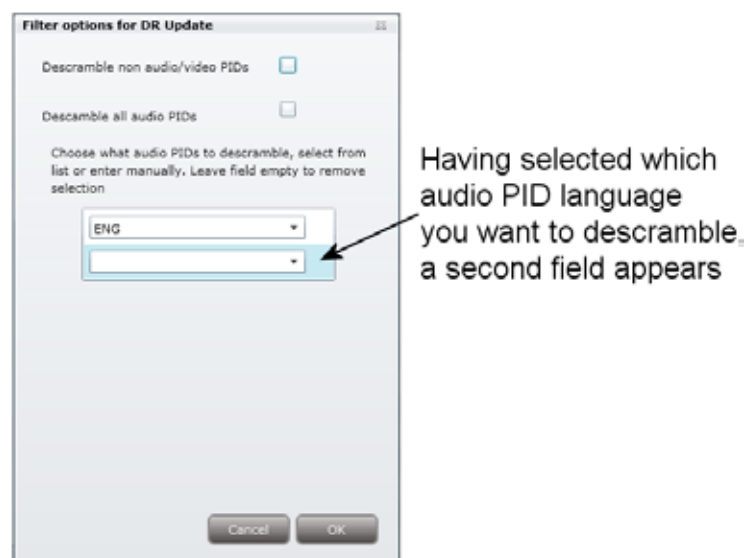 Filter options for DR Update
Descramble non audio/video PIDs
Descamble all audio PIDs
Choose what audio PIDs to descramble, select from
list or enter manually. Leave field empty to remove
selection
ENG
Cancel
OK
Having selected which
audio PID language
you want to descramble,
a second field appears